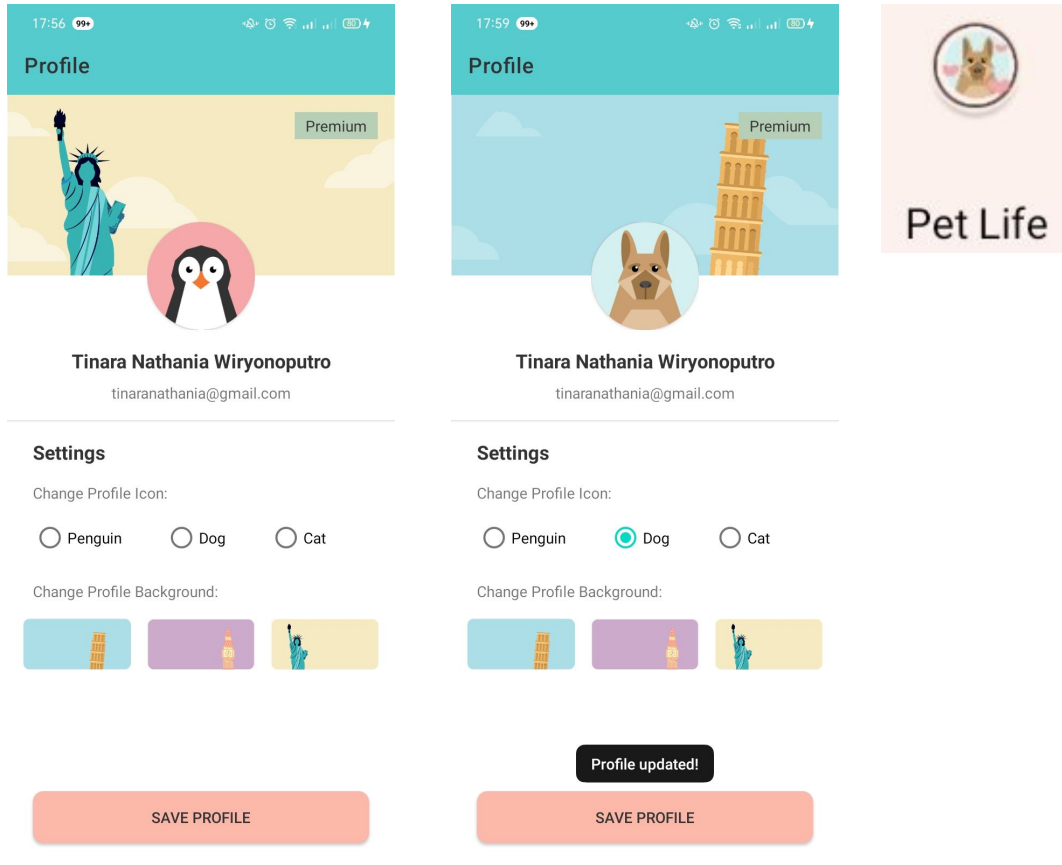 17:56 99+
80
Profile
Premium
Tinara Nathania Wiryonoputro
tinaranathania@gmail.com
Settings
Change Profile Icon:
Penguin Dog Cat
Change Profile Background:
SAVE PROFILE
17:59 99+
80
Profile
Premium
Tinara Nathania Wiryonoputro
tinaranathania@gmail.com
Settings
Change Profile Icon:
Penguin Dog Cat
Change Profile Background:
Profile updated!
SAVE PROFILE
Pet Life